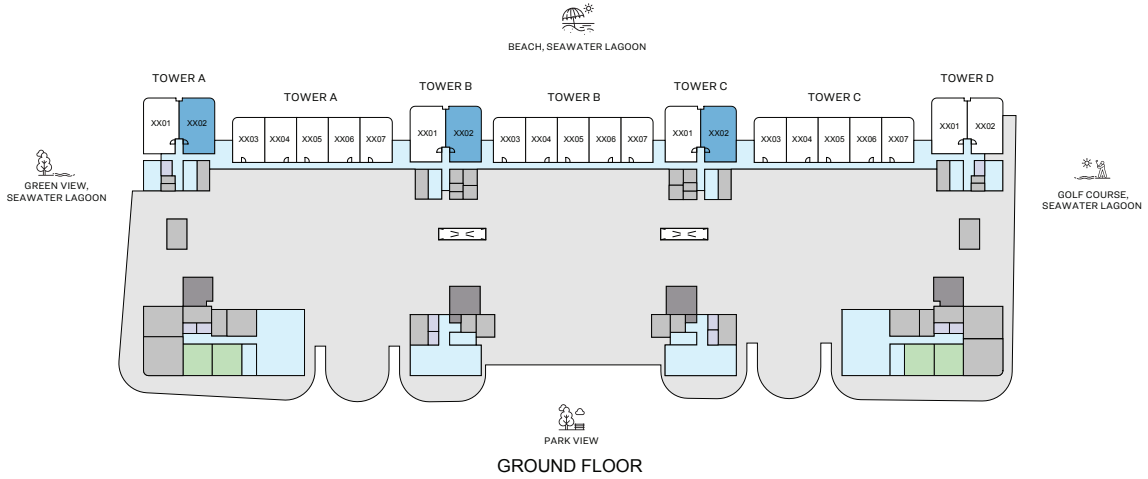 BEACH, SEAWATER LAGOON
TOWER A
TOWER A
TOWER B
TOWER B
TOWER C
TOWER C
TOWER D
XX01
XX02
XX03
XX04
XX05
XX06
XX07
XX01
XX02
XX03
XX04
XX05
XX06
XX07
XX01
XX02
XX03
XX04
XX05
XX06
XX07
XX01
XX02
GREEN VIEW,
SEAWATER LAGOON
GOLF COURSE,
SEAWATER LAGOON
PARK VIEW
GROUND FLOOR